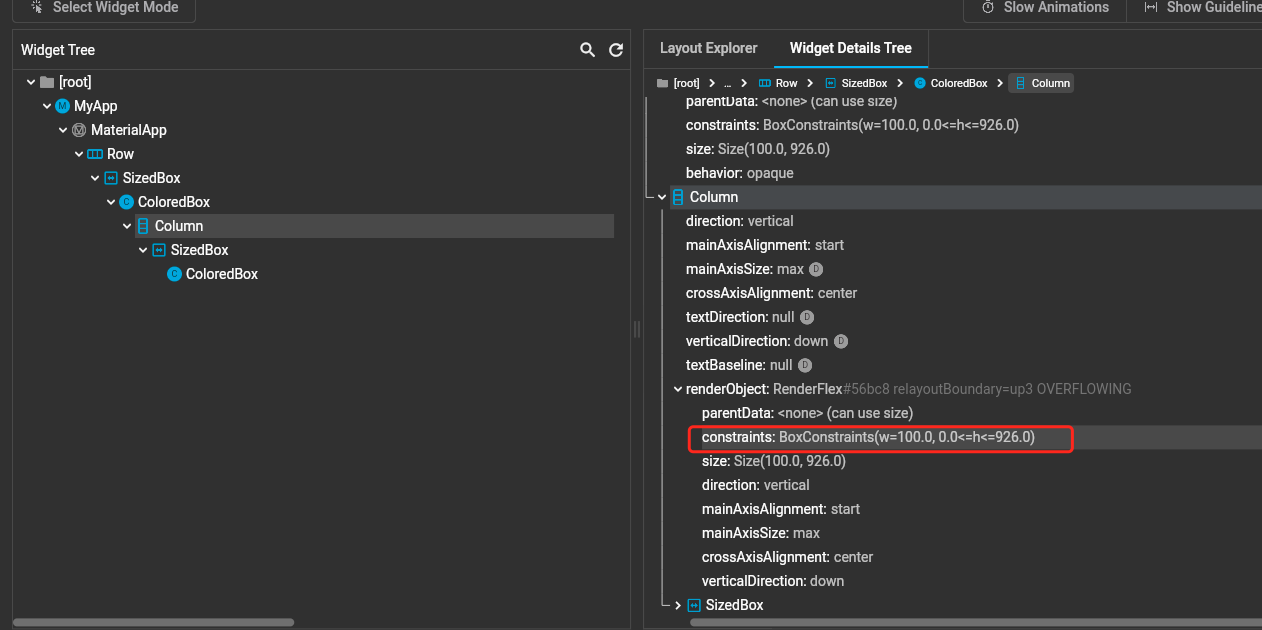 Select Widget Mode
Slow Animations
Show Guideline
Widget Tree
[root]
MyApp
MaterialApp
Row
SizedBox
ColoredBox
Column
SizedBox
ColoredBox
Layout Explorer
Widget Details Tree
[root] > ... > Row > SizedBox > ColoredBox > Column
parentData: <none> (can use size)
constraints: BoxConstraints(w=100.0, 0.0<=h<=926.0)
size: Size(100.0, 926.0)
behavior: opaque
Column
direction: vertical
mainAxisAlignment: start
mainAxisSize: max D
crossAxisAlignment: center
textDirection: null D
verticalDirection: down D
textBaseline: null D
renderObject: RenderFlex#56bc8 relayoutBoundary=up3 OVERFLOWING
parentData: <none> (can use size)
constraints: BoxConstraints(w=100.0, 0.0<=h<=926.0)
size: Size(100.0, 926.0)
direction: vertical
mainAxisAlignment: start
mainAxisSize: max
crossAxisAlignment: center
verticalDirection: down
SizedBox